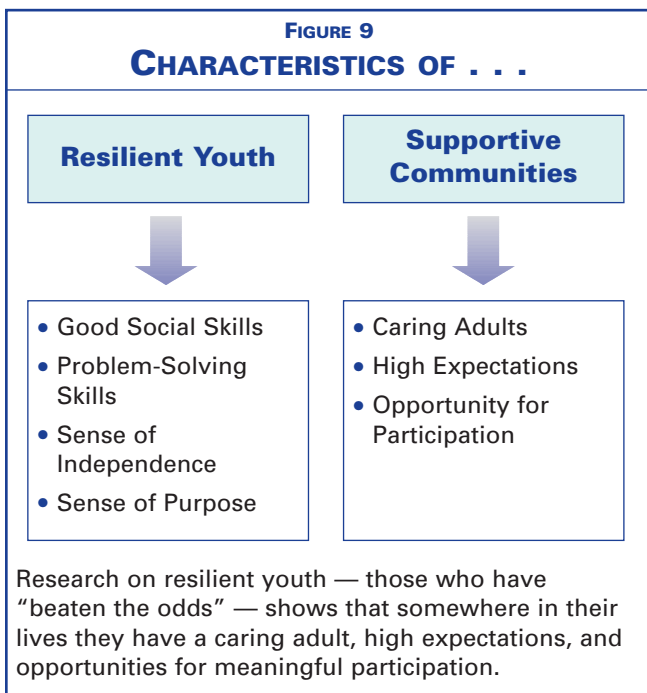 FIGURE 9
CHARACTERISTICS OF . . .
Resilient Youth
• Good Social Skills
• Problem-Solving
Skills
• Sense of
Independence
• Sense of Purpose
Supportive
Communities
• Caring Adults
• High Expectations
• Opportunity for
Participation
Research on resilient youth — those who have
“beaten the odds” — shows that somewhere in their
lives they have a caring adult, high expectations, and
opportunities for meaningful participation.